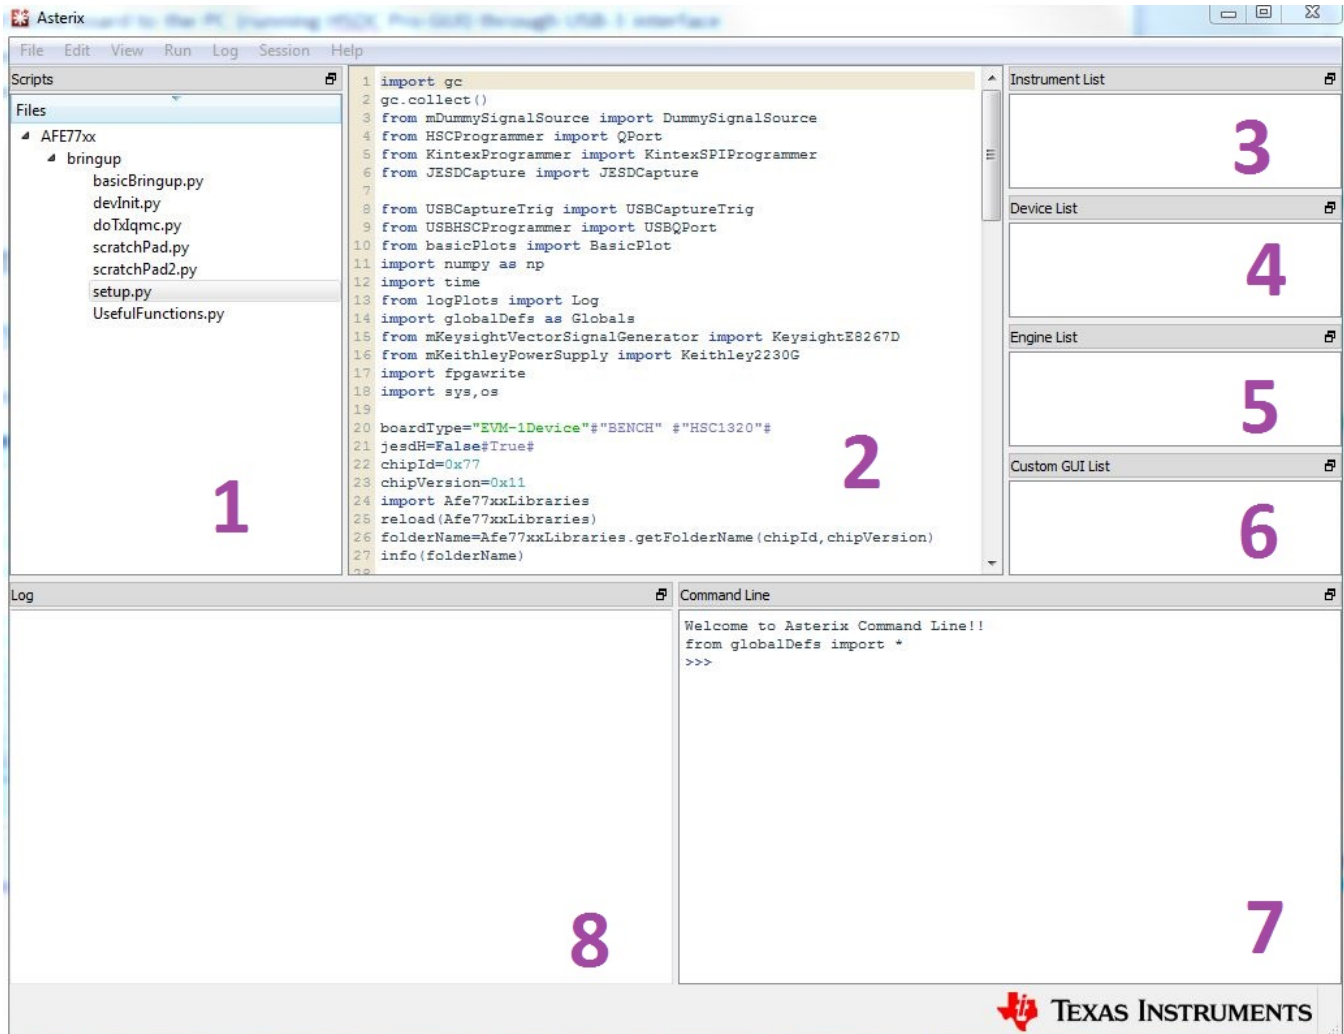 Asterix
File Edit View Run Log Session Help
Scripts
Files
AFE77xx
bringup
basicBringup.py
devInit.py
doTxIqmc.py
scratchPad.py
scratchPad2.py
setup.py
UsefulFunctions.py
1
1 import gc
2 gc.collect()
3 from mDummySignalSource import DummySignalSource
4 from HSCProgrammer import QPort
5 from KintexProgrammer import KintexSPIProgrammer
6 from JESDCapture import JESDCapture
7
8 from USBCaptureTrig import USBCaptureTrig
9 from USBHSCProgrammer import USBQPort
10 from basicPlots import BasicPlot
11 import numpy as np
12 import time
13 from logPlots import Log
14 import globalDefs as Globals
15 from mKeysightVectorSignalGenerator import KeysightE8267D
16 from mKeithleyPowerSupply import Keithley2230G
17 import fpgawrite
18 import sys,os
19
20 boardType="EVM-1Device"#"BENCH" #"HSC1320"#
21 jesdH=False#True#
22 chipId=0x77
23 chipVersion=0x11
24 import Afe77xxLibraries
25 reload(Afe77xxLibraries)
26 folderName=Afe77xxLibraries.getFolderName(chipId,chipVersion)
27 info(folderName)
2
Instrument List
3
Device List
4
Engine List
5
Custom GUI List
6
Log
8
Command Line
Welcome to Asterix Command Line!!
from globalDefs import *
>>>
7
TEXAS INSTRUMENTS